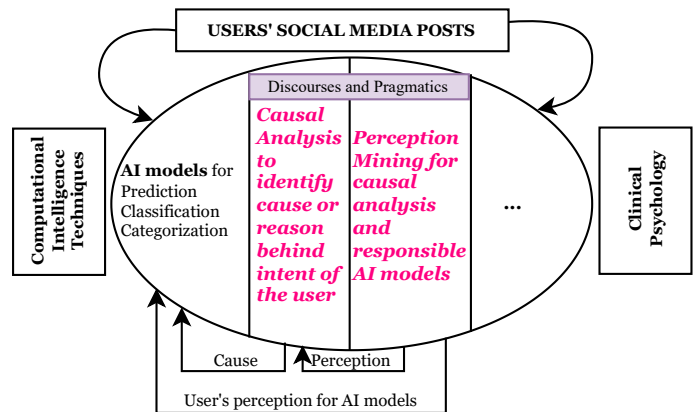 USERS' SOCIAL MEDIA POSTS
Discourses and Pragmatics
Computational
Intelligence
Techniques
AI models for
Prediction
Classification
Categorization
Causal
Analysis
to
identify
cause or
reason
behind
intent of
the user
Perception
Mining for
causal
analysis
and
responsible
AI models
...
Clinical
Psychology
Cause
Perception
User's perception for AI models